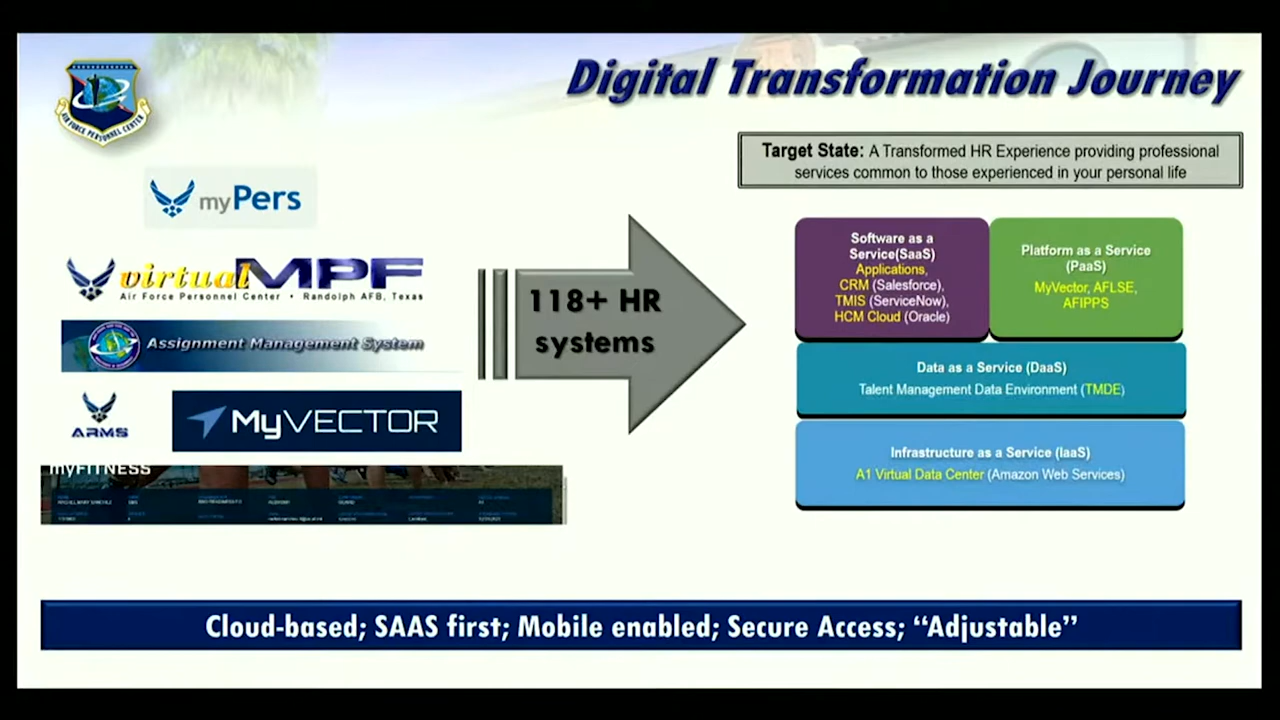 Digital Transformation Journey
AIR FORCE PERSONNEL CENTER
Target State: A Transformed HR Experience providing professional
services common to those experienced in your personal life
myPers
virtualMPF
Air Force Personnel Center • Randolph AFB, Texas
Assignment Management System
ARMS
MyVECTOR
myFITNESS
118+ HR
systems
Software as a
Service(SaaS)
Applications,
CRM (Salesforce),
TMIS (ServiceNow),
HCM Cloud (Oracle)
Platform as a Service
(PaaS)
MyVector, AFLSE,
AFIPPS
Data as a Service (DaaS)
Talent Management Data Environment (TMDE)
Infrastructure as a Service (IaaS)
A1 Virtual Data Center (Amazon Web Services)
Cloud-based; SAAS first; Mobile enabled; Secure Access; “Adjustable”